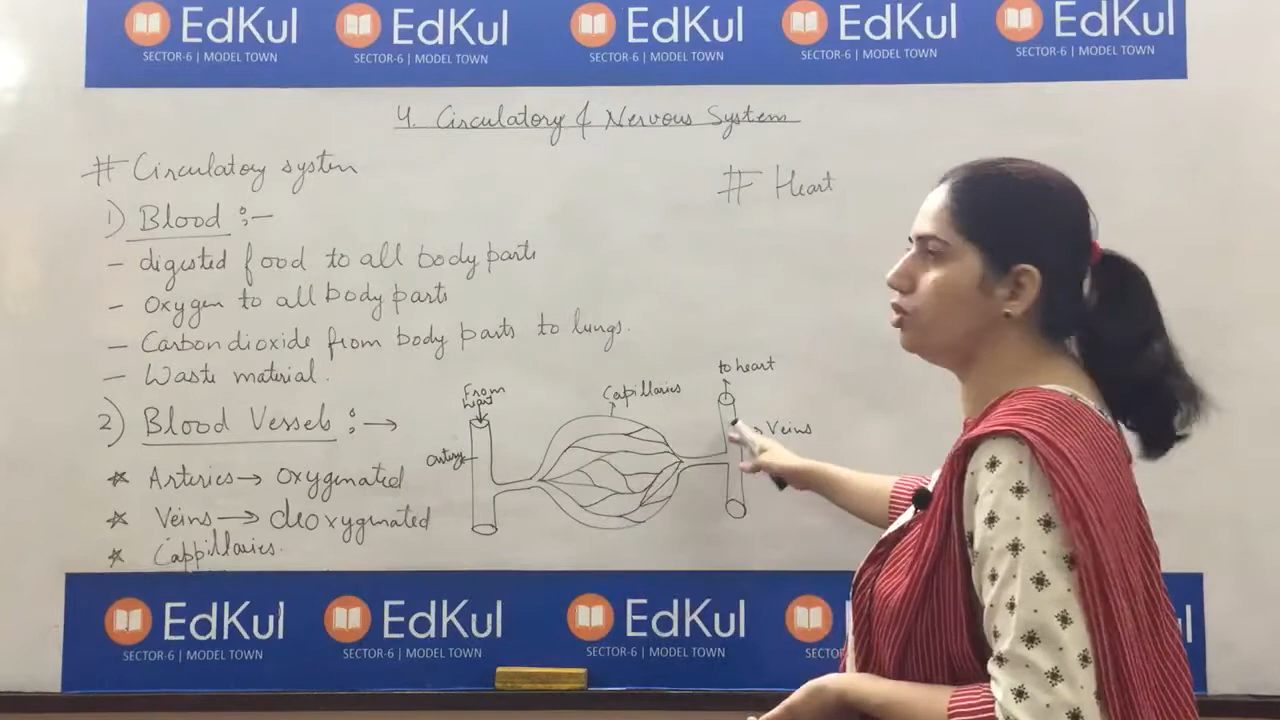 EdKul EdKul EdKul EdKul EdKul
SECTOR-6 | MODEL TOWN SECTOR-6 | MODEL TOWN SECTOR-6 | MODEL TOWN SECTOR-6 | MODEL TOWN SECTOR-6 | MODEL TOWN
4. Circulatory & Nervous System
# Circulatory system
1) Blood :-
- digested food to all body parts
- Oxygen to all body parts
- Carbondioxide from body parts to lungs.
- Waste material.
2) Blood Vessels : →
* Arteries → oxygenated
* Veins → deoxygenated
* Cappillaries.
# Heart
From
artery
Capillaries
to heart
Veins
EdKul EdKul EdKul
SECTOR-6 | MODEL TOWN SECTOR-6 | MODEL TOWN SECTOR-6 | MODEL TOWN